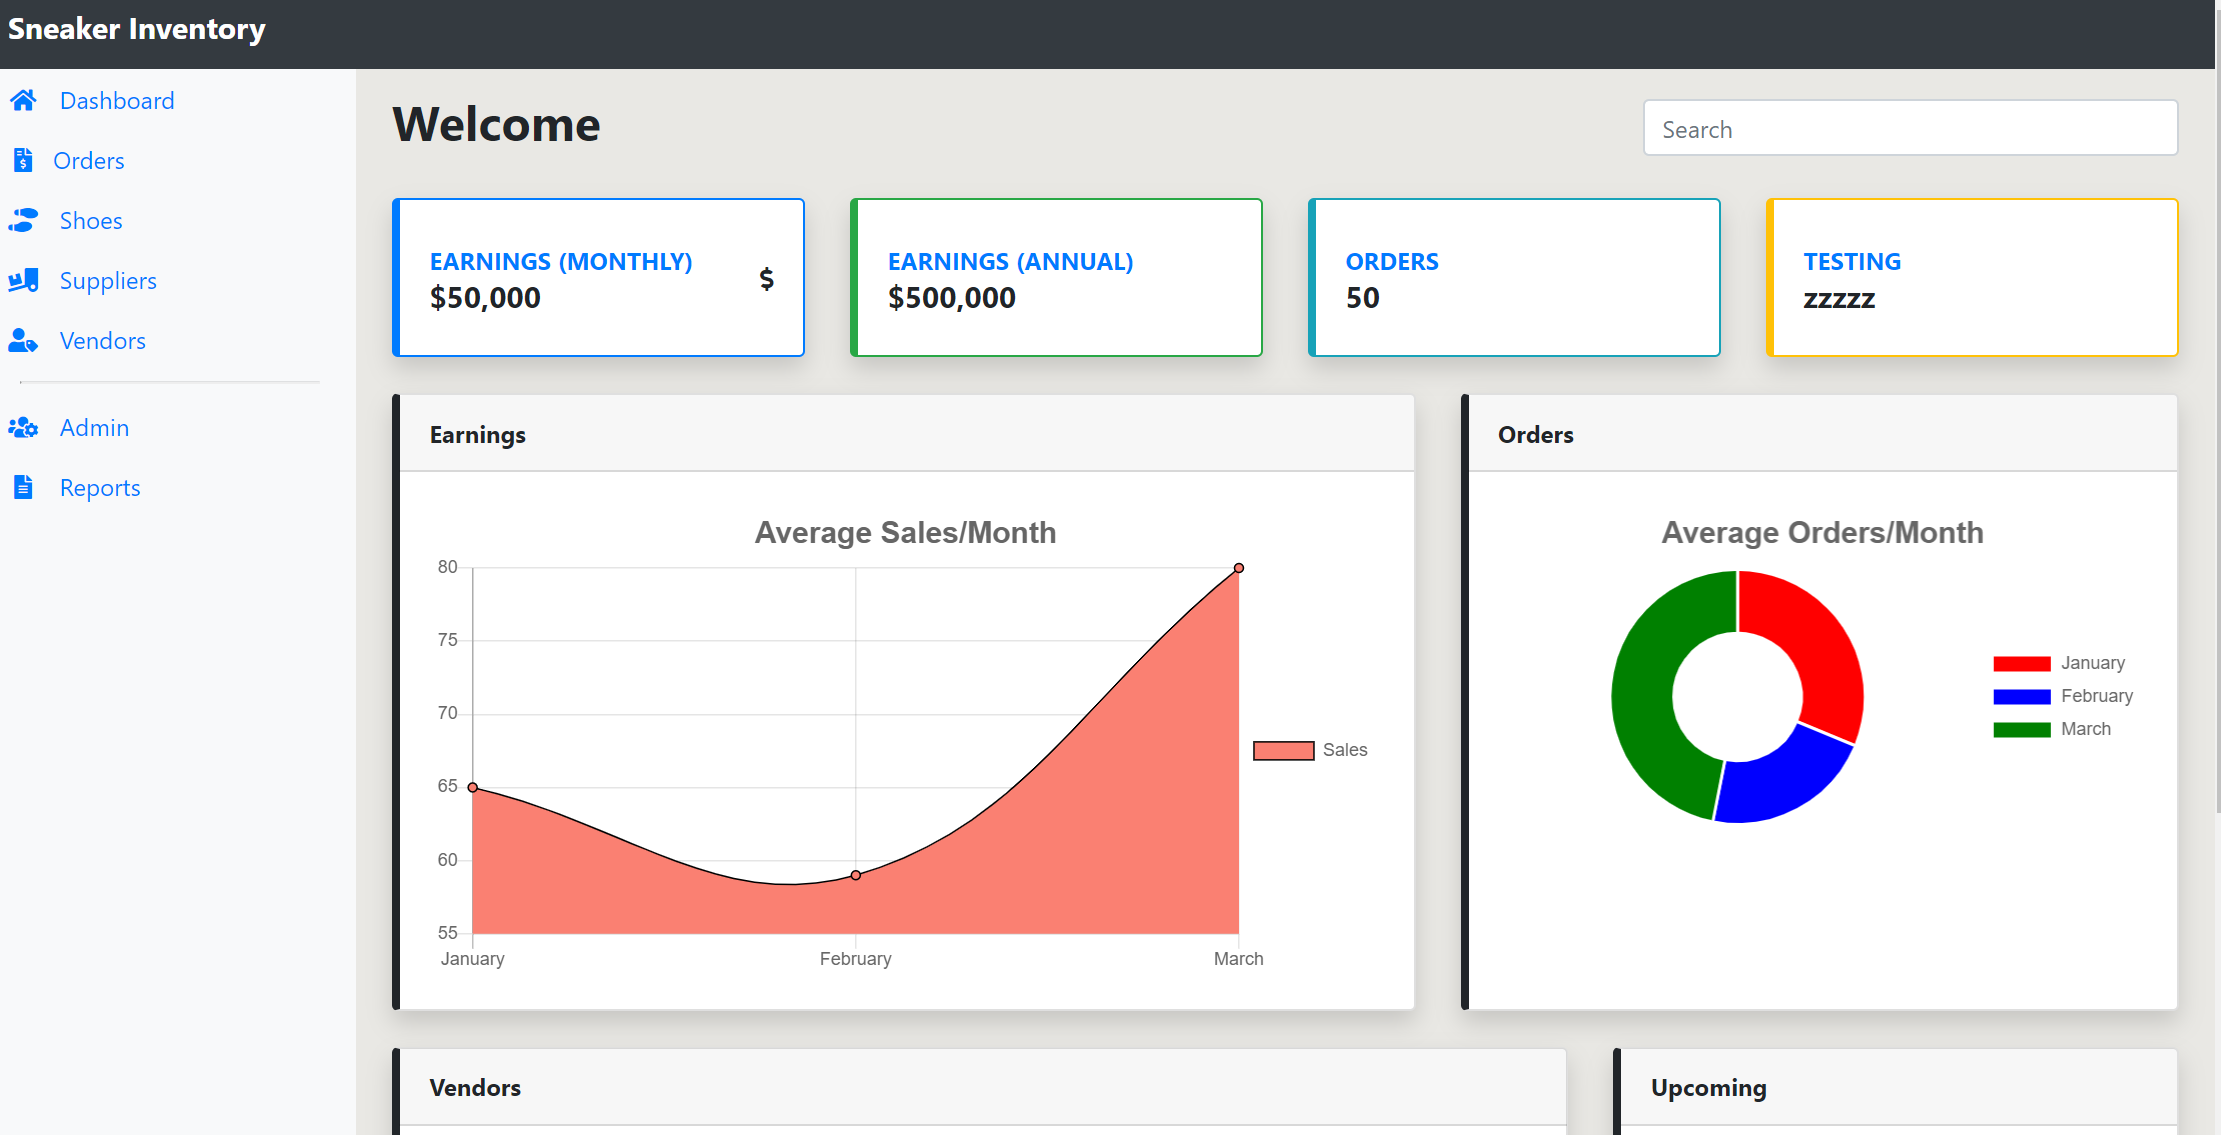 Sneaker Inventory
Dashboard
Orders
Shoes
Suppliers
Vendors
Admin
Reports
Welcome
Search
EARNINGS (MONTHLY)
$50,000
$
EARNINGS (ANNUAL)
$500,000
ORDERS
50
TESTING
zzzzz
Earnings
Average Sales/Month
80
75
70
65
60
55
January
February
March
Sales
Orders
Average Orders/Month
January
February
March
Vendors
Upcoming